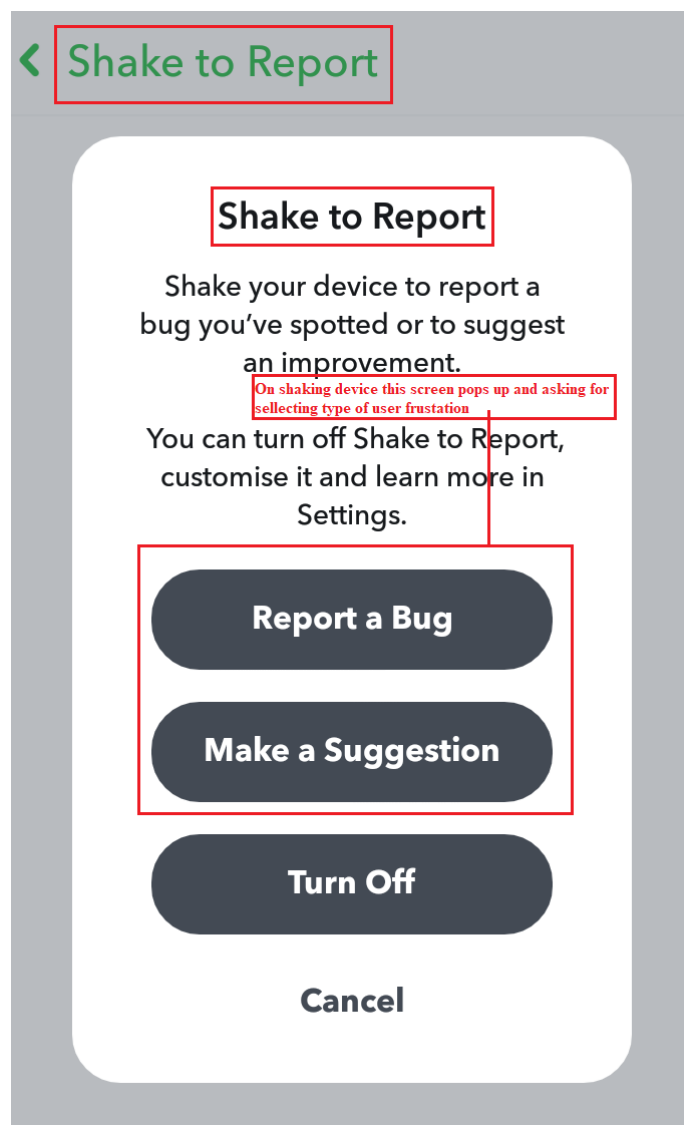 Shake to Report
Shake to Report
Shake your device to report a
bug you’ve spotted or to suggest
an improvement.
On shaking device this screen pops up and asking for
sellecting type of user frustation
You can turn off Shake to Report,
customise it and learn more in
Settings.
Report a Bug
Make a Suggestion
Turn Off
Cancel